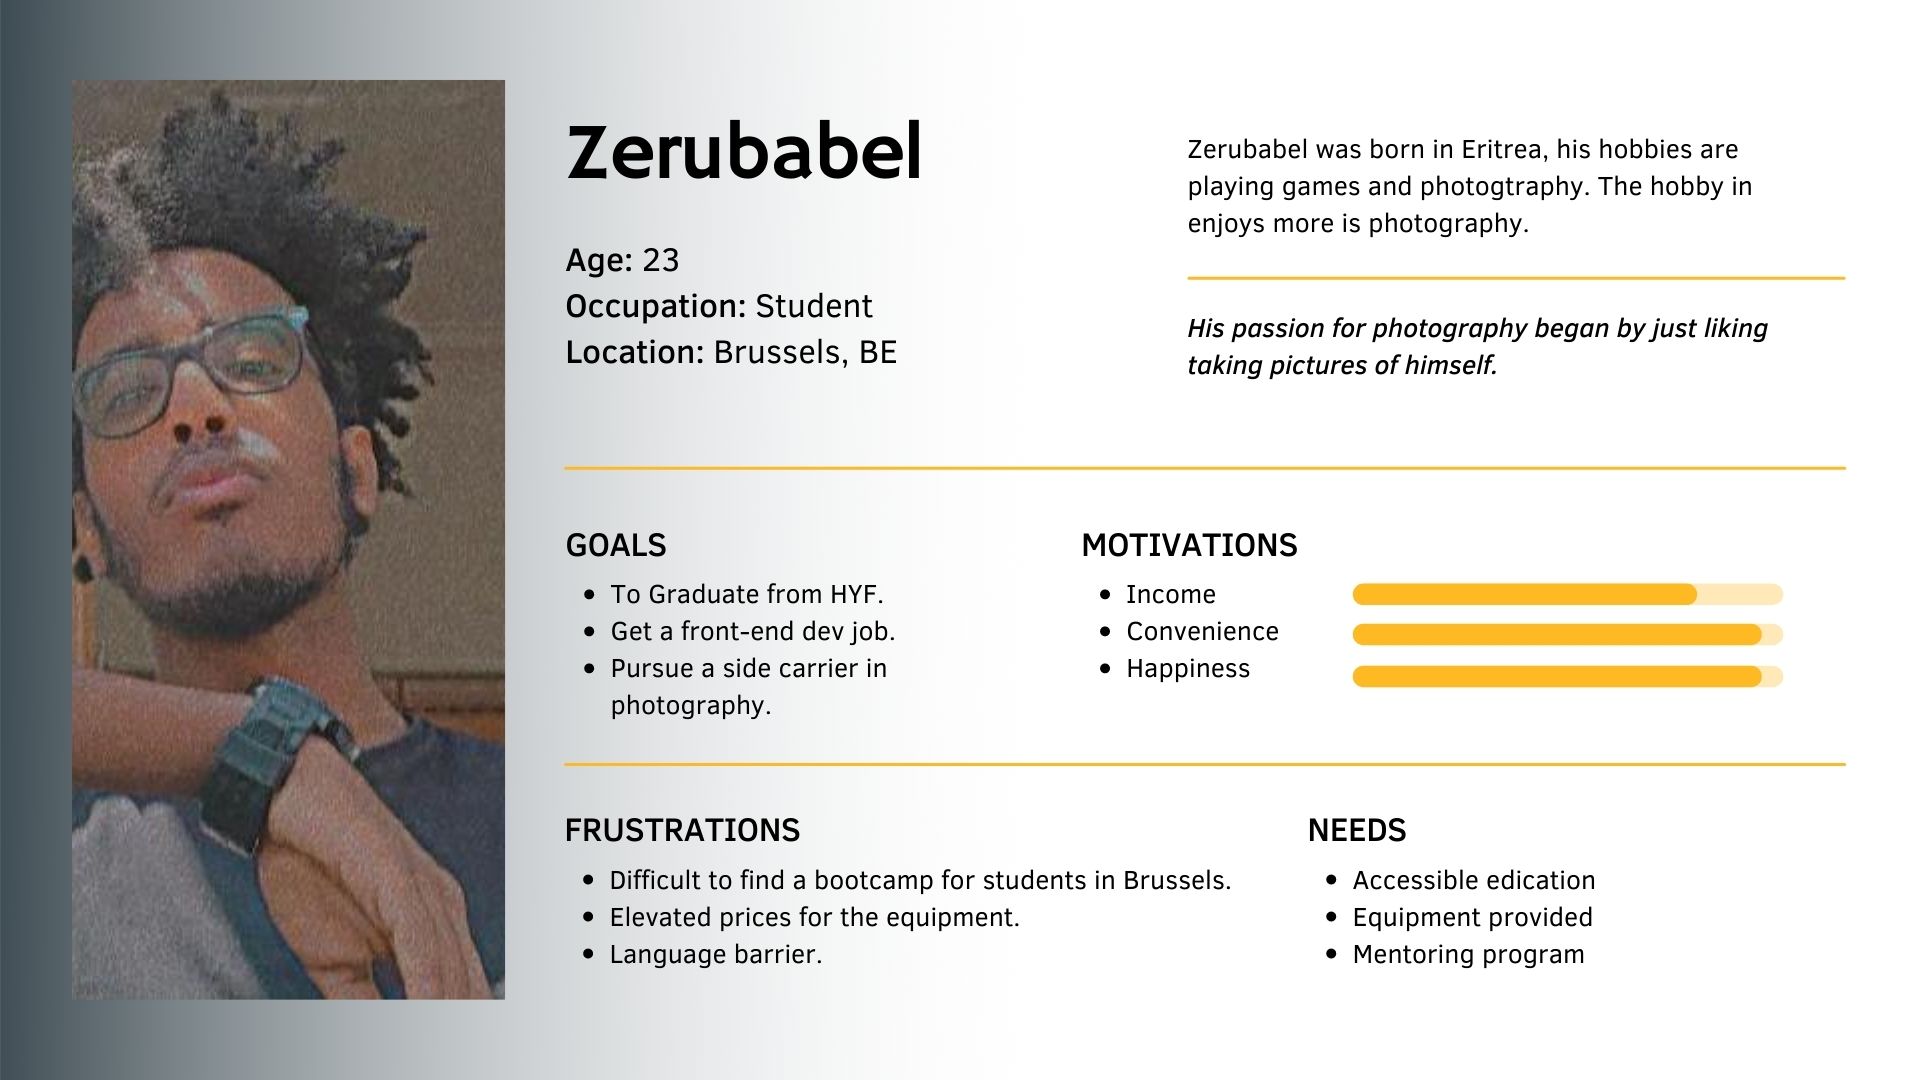 Zerubabel
Age: 23
Occupation: Student
Location: Brussels, BE
Zerubabel was born in Eritrea, his hobbies are
playing games and photogtraphy. The hobby in
enjoys more is photography.
His passion for photography began by just liking
taking pictures of himself.
GOALS
• To Graduate from HYF.
• Get a front-end dev job.
• Pursue a side carrier in
photography.
MOTIVATIONS
• Income
• Convenience
• Happiness
FRUSTRATIONS
• Difficult to find a bootcamp for students in Brussels.
• Elevated prices for the equipment.
• Language barrier.
NEEDS
• Accessible edication
• Equipment provided
• Mentoring program